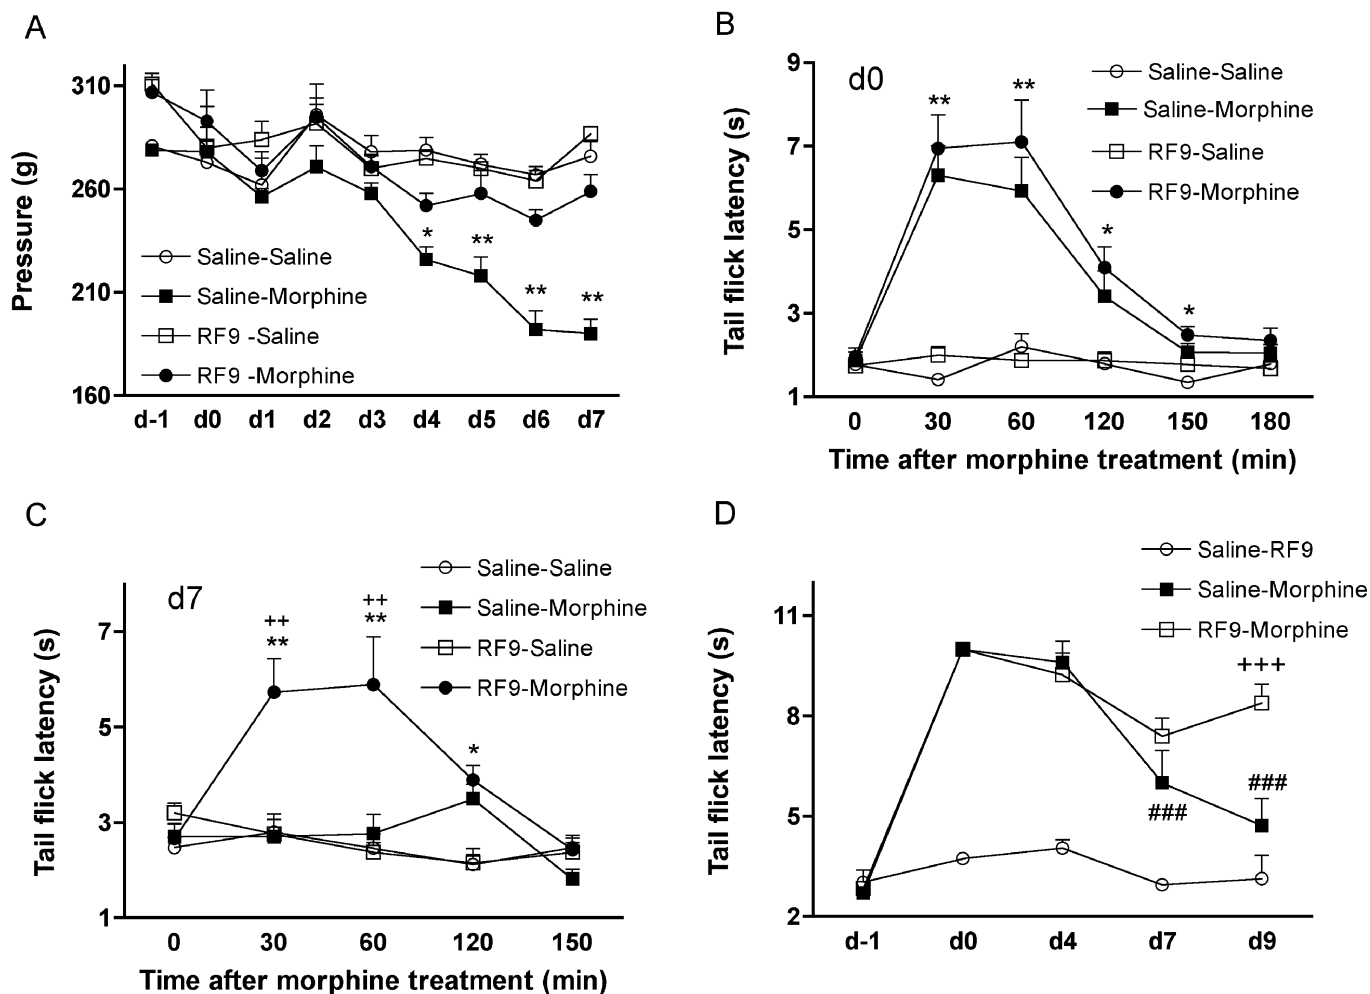 A
310
260
210
160
Pressure (g)
* ** ** **
Saline-Saline
Saline-Morphine
RF9 -Saline
RF9 -Morphine
d-1 d0 d1 d2 d3 d4 d5 d6 d7
B
d0
9
7
5
3
1
Tail flick latency (s)
** ** * *
Saline-Saline
Saline-Morphine
RF9-Saline
RF9-Morphine
0 30 60 120 150 180
Time after morphine treatment (min)
C
d7
7
5
3
1
Tail flick latency (s)
++ ++
** ** *
Saline-Saline
Saline-Morphine
RF9-Saline
RF9-Morphine
0 30 60 120 150
Time after morphine treatment (min)
D
11
8
5
2
Tail flick latency (s)
Saline-RF9
Saline-Morphine
RF9-Morphine
+++
### ###
d-1 d0 d4 d7 d9